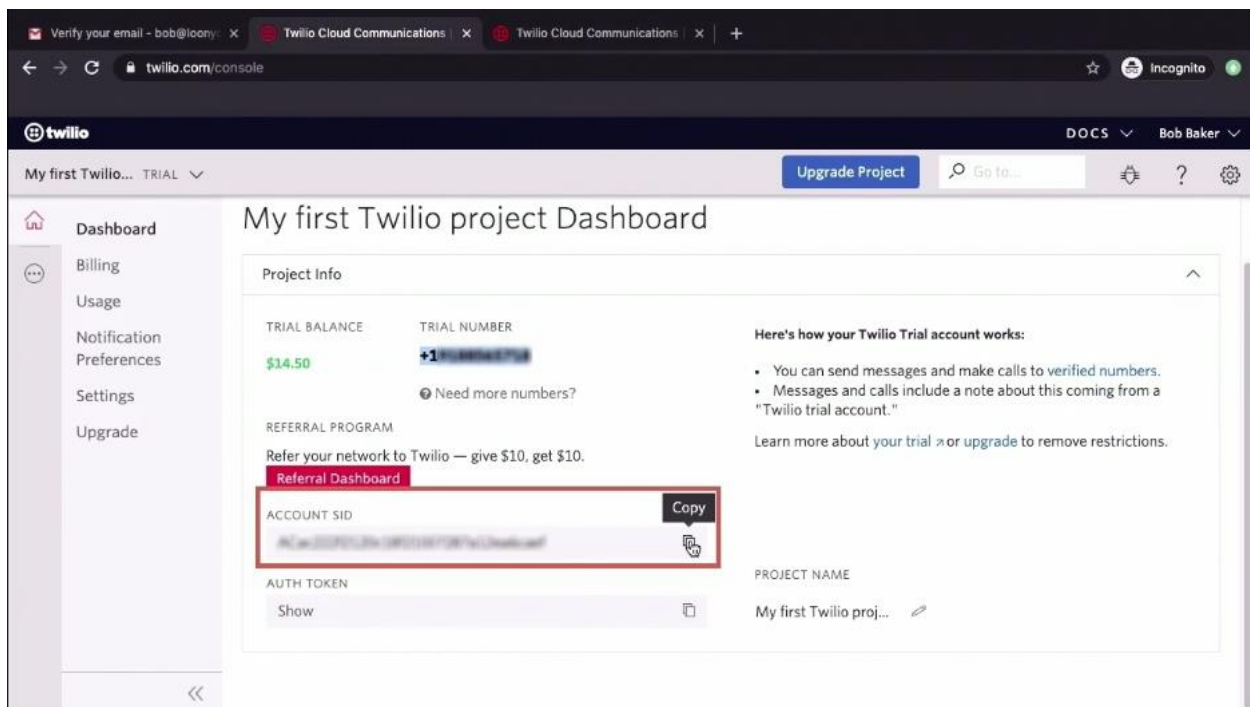 Verify your email - bob@loony
Twilio Cloud Communications
Twilio Cloud Communications
twilio.com/console
Incognito
twilio
DOCS
Bob Baker
My first Twilio... TRIAL
Upgrade Project
Go to...
Dashboard
Billing
Usage
Notification
Preferences
Settings
Upgrade
My first Twilio project Dashboard
Project Info
TRIAL BALANCE
$14.50
TRIAL NUMBER
+1
Need more numbers?
REFERRAL PROGRAM
Refer your network to Twilio — give $10, get $10.
Referral Dashboard
ACCOUNT SID
Copy
AUTH TOKEN
Show
Here's how your Twilio Trial account works:
• You can send messages and make calls to verified numbers.
• Messages and calls include a note about this coming from a
"Twilio trial account."
Learn more about your trial or upgrade to remove restrictions.
PROJECT NAME
My first Twilio proj...